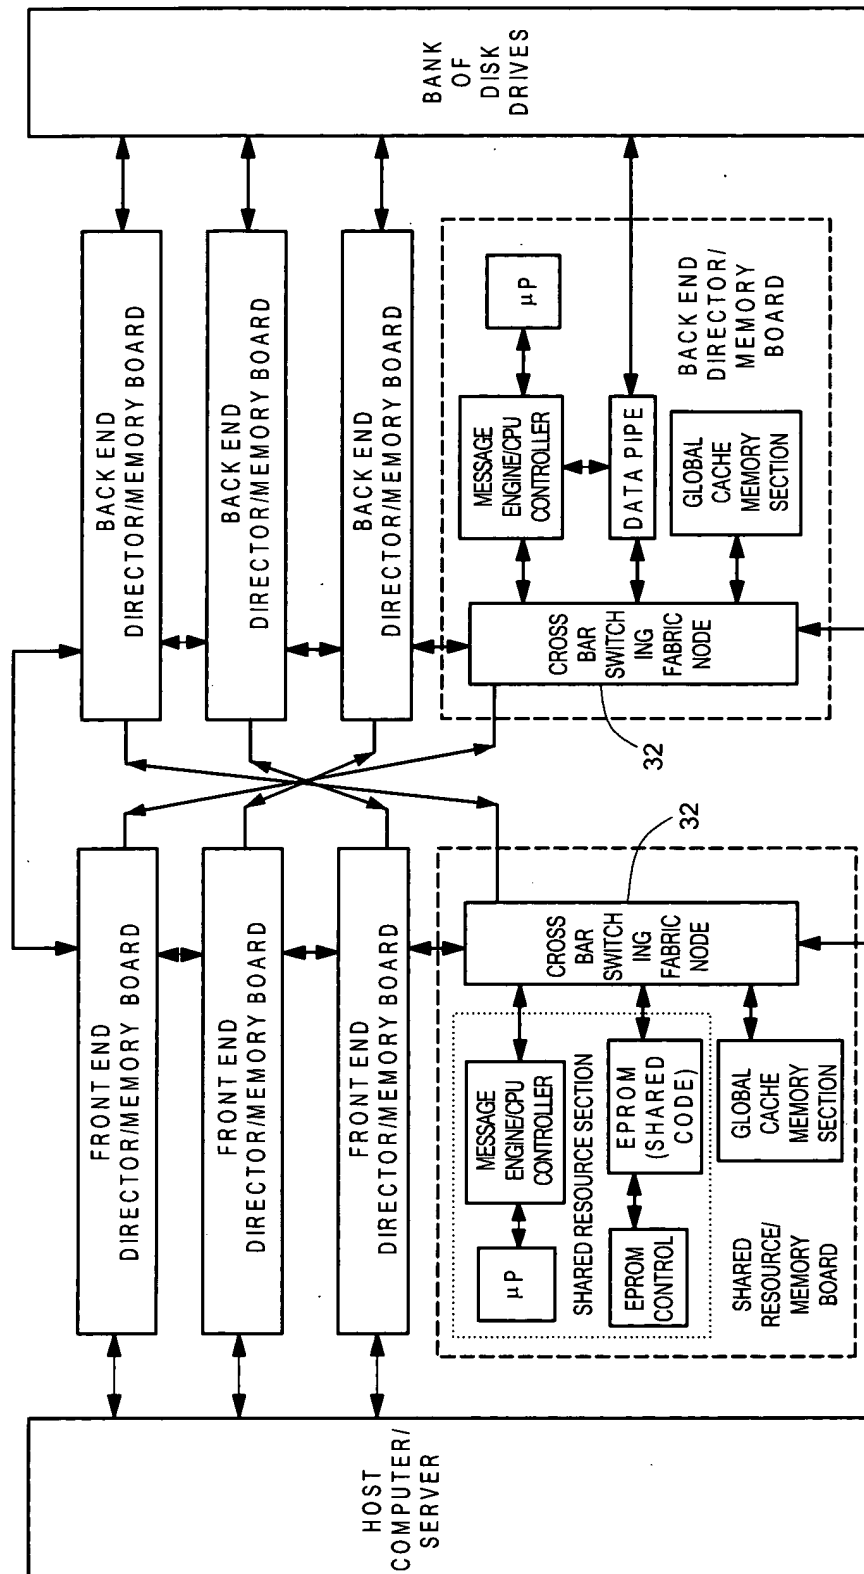 HOST
COMPUTER/
SERVER
FRONT END
DIRECTOR/MEMORY BOARD
FRONT END
DIRECTOR/MEMORY BOARD
FRONT END
DIRECTOR/MEMORY BOARD
µP
MESSAGE
ENGINE/CPU
CONTROLLER
SHARED RESOURCE SECTION
EPROM
CONTROL
EPROM
(SHARED
CODE)
GLOBAL
CACHE
MEMORY
SECTION
SHARED
RESOURCE/
MEMORY
BOARD
CROSS
BAR
SWITCH
ING
FABRIC
NODE
32
BACK END
DIRECTOR/MEMORY BOARD
BACK END
DIRECTOR/MEMORY BOARD
BACK END
DIRECTOR/MEMORY BOARD
CROSS
BAR
SWITCH
ING
FABRIC
NODE
32
MESSAGE
ENGINE/CPU
CONTROLLER
µP
DATA PIPE
GLOBAL
CACHE
MEMORY
SECTION
BACK END
DIRECTOR/
MEMORY
BOARD
BANK
OF
DISK
DRIVES